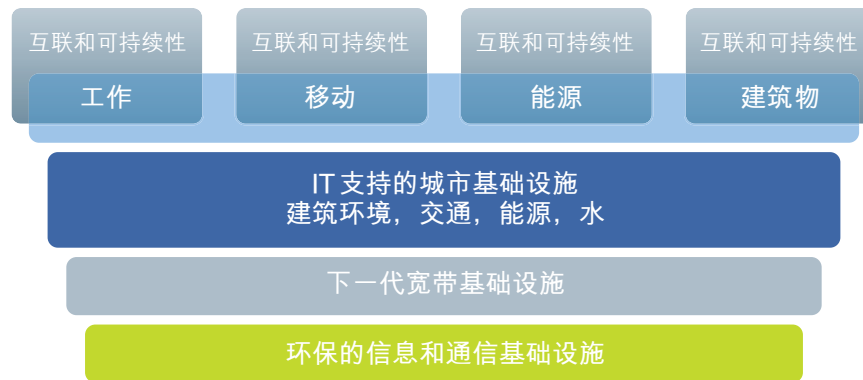 互联和可持续性 互联和可持续性 互联和可持续性 互联和可持续性
工作 移动 能源 建筑物
IT 支持的城市基础设施
建筑环境，交通，能源，水
下一代宽带基础设施
环保的信息和通信基础设施